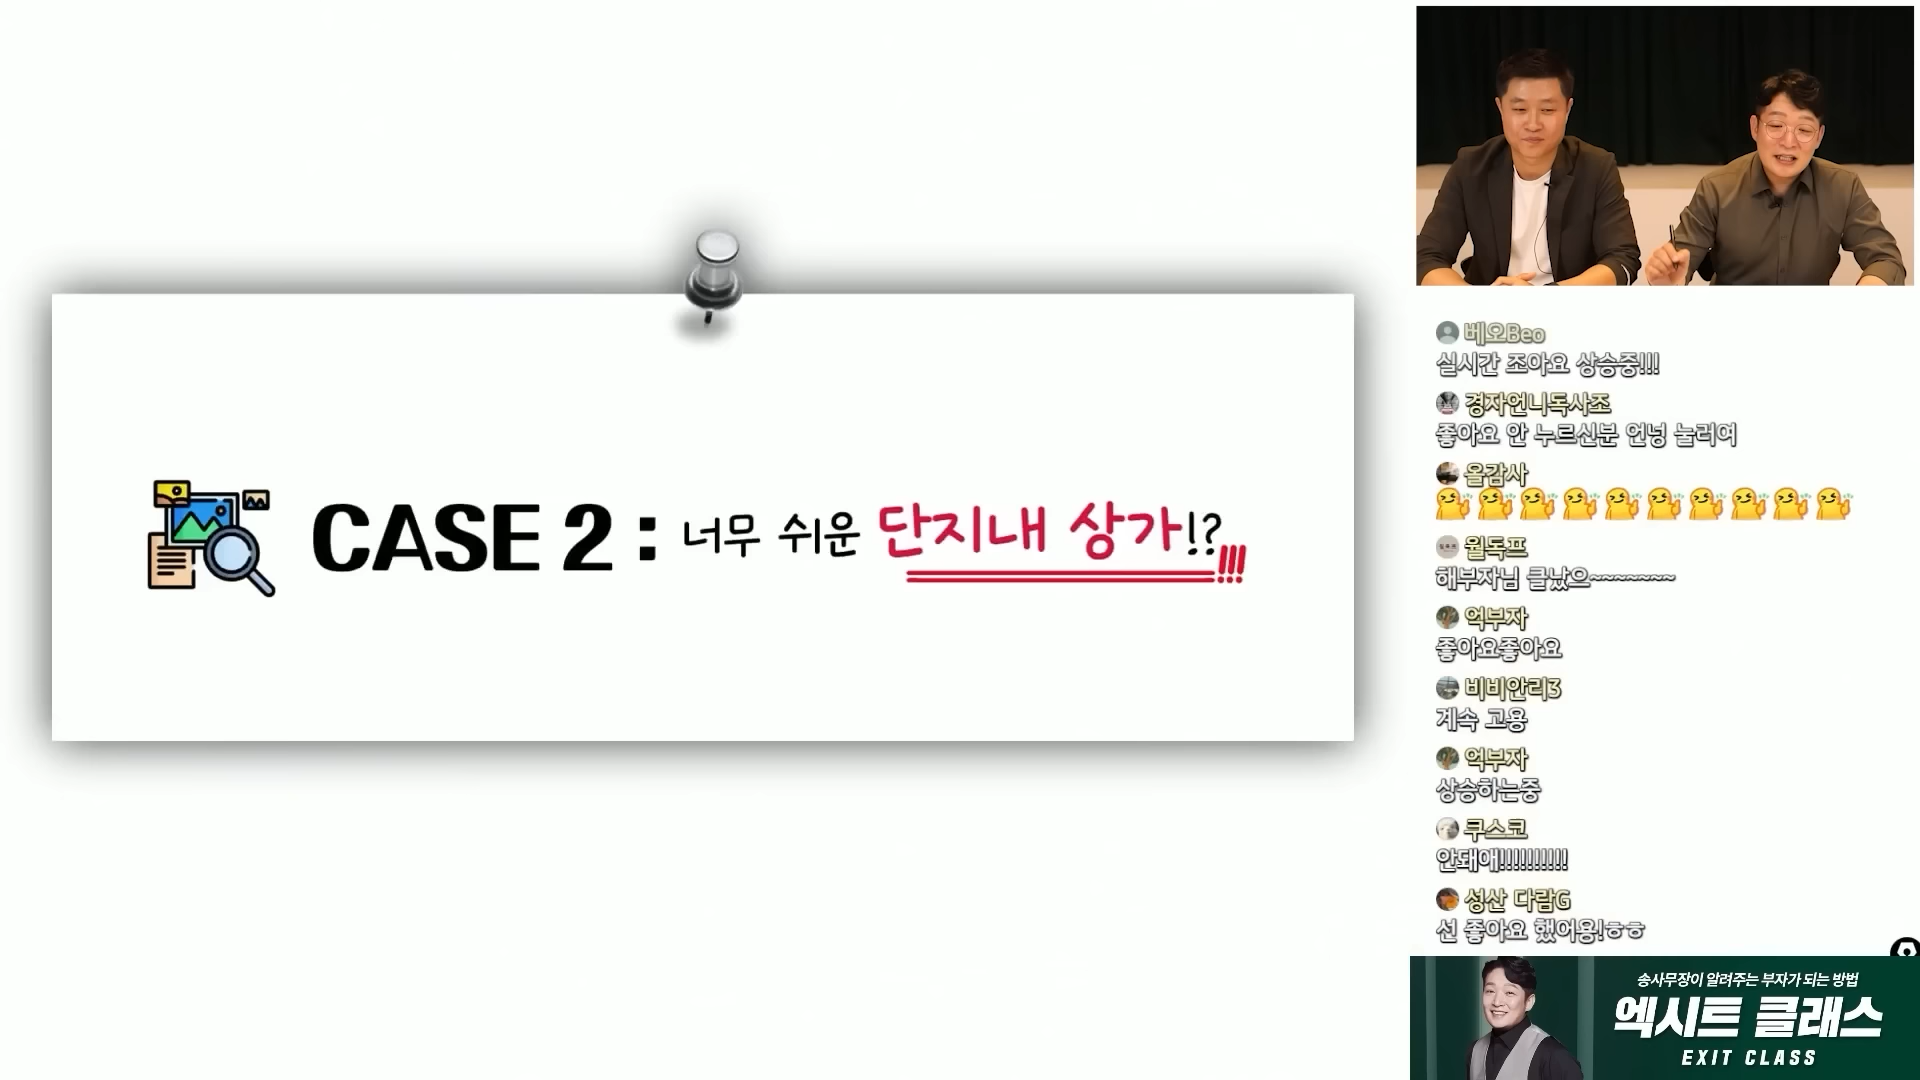 CASE 2 : 너무 쉬운 단지내 상가!?!!!
베오Beo
실시간 조아요 상승중!!!
경자언니독사조
좋아요 안 누르신분 언넝 눌러여
올감사
월독프
해부자님 클났으~~~~~~~
억부자
좋아요좋아요
비비안리3
계속 고용
억부자
상승하는중
쿠스코
안돼애!!!!!!!!!!
성산 다람G
선 좋아요 했어용!ㅎㅎ
송사무장이 알려주는 부자가 되는 방법
엑시트 클래스
EXIT CLASS